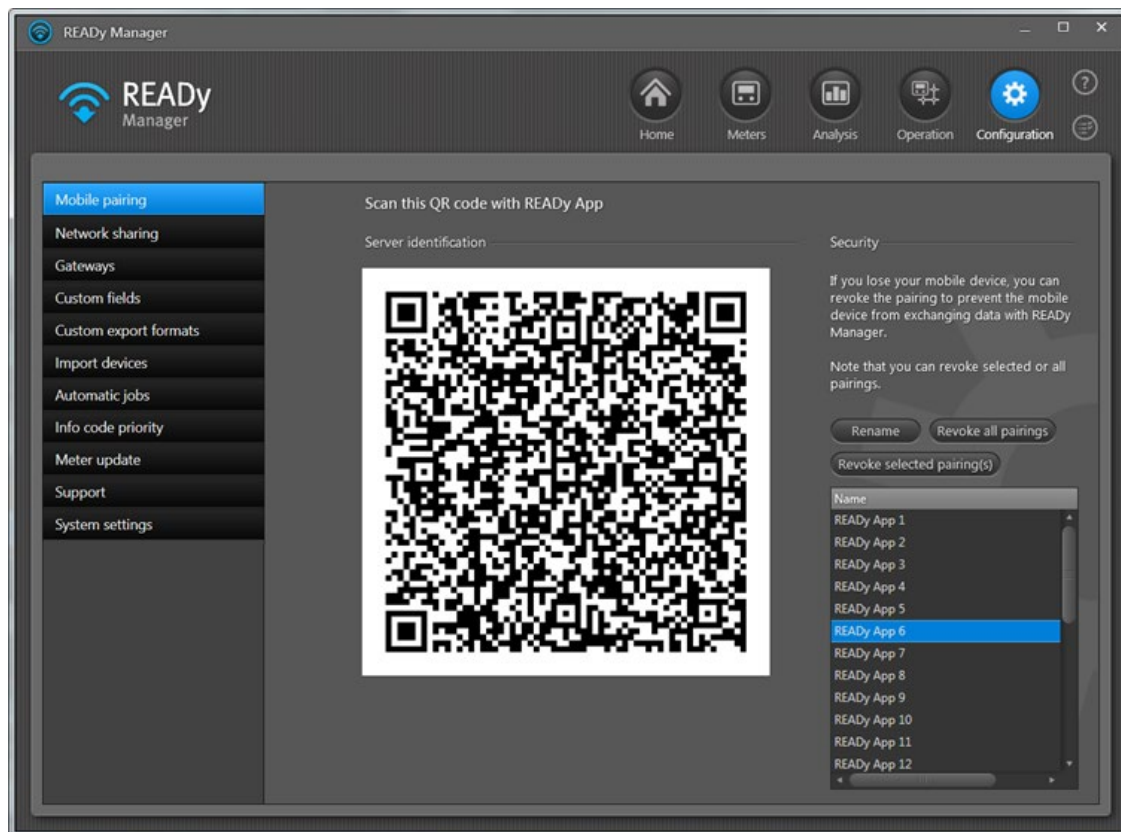 READy Manager
READy
Manager
Home
Meters
Analysis
Operation
Configuration
?
Mobile pairing
Network sharing
Gateways
Custom fields
Custom export formats
Import devices
Automatic jobs
Info code priority
Meter update
Support
System settings
Scan this QR code with READy App
Server identification
Security
If you lose your mobile device, you can
revoke the pairing to prevent the mobile
device from exchanging data with READy
Manager.
Note that you can revoke selected or all
pairings.
Rename
Revoke all pairings
Revoke selected pairing(s)
Name
READy App 1
READy App 2
READy App 3
READy App 4
READy App 5
READy App 6
READy App 7
READy App 8
READy App 9
READy App 10
READy App 11
READy App 12